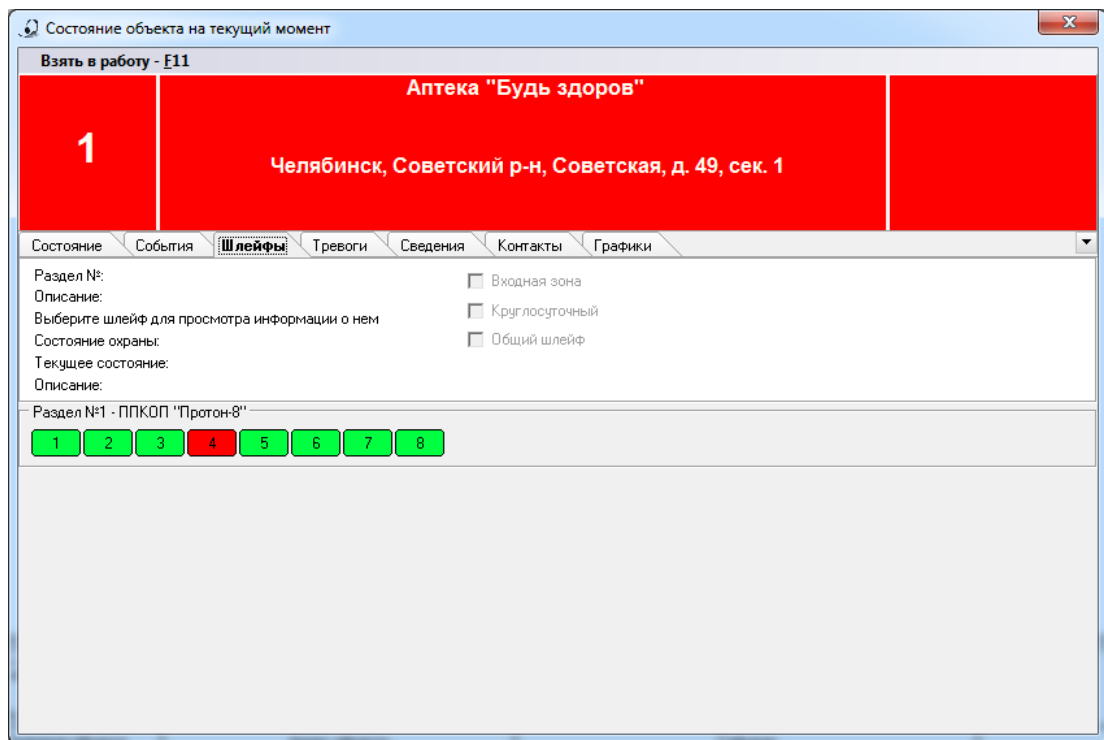 Состояние объекта на текущий момент
x
Взять в работу - F11
1
Аптека "Будь здоров"
Челябинск, Советский р-н, Советская, д. 49, сек. 1
Состояние События Шлейфы Тревоги Сведения Контакты Графики
Раздел №:
Описание:
Выберите шлейф для просмотра информации о нем
Состояние охраны:
Текущее состояние:
Описание:
Входная зона
Круглосуточный
Общий шлейф
Раздел №1 - ППКОП "Протон-8"
1 2 3 4 5 6 7 8